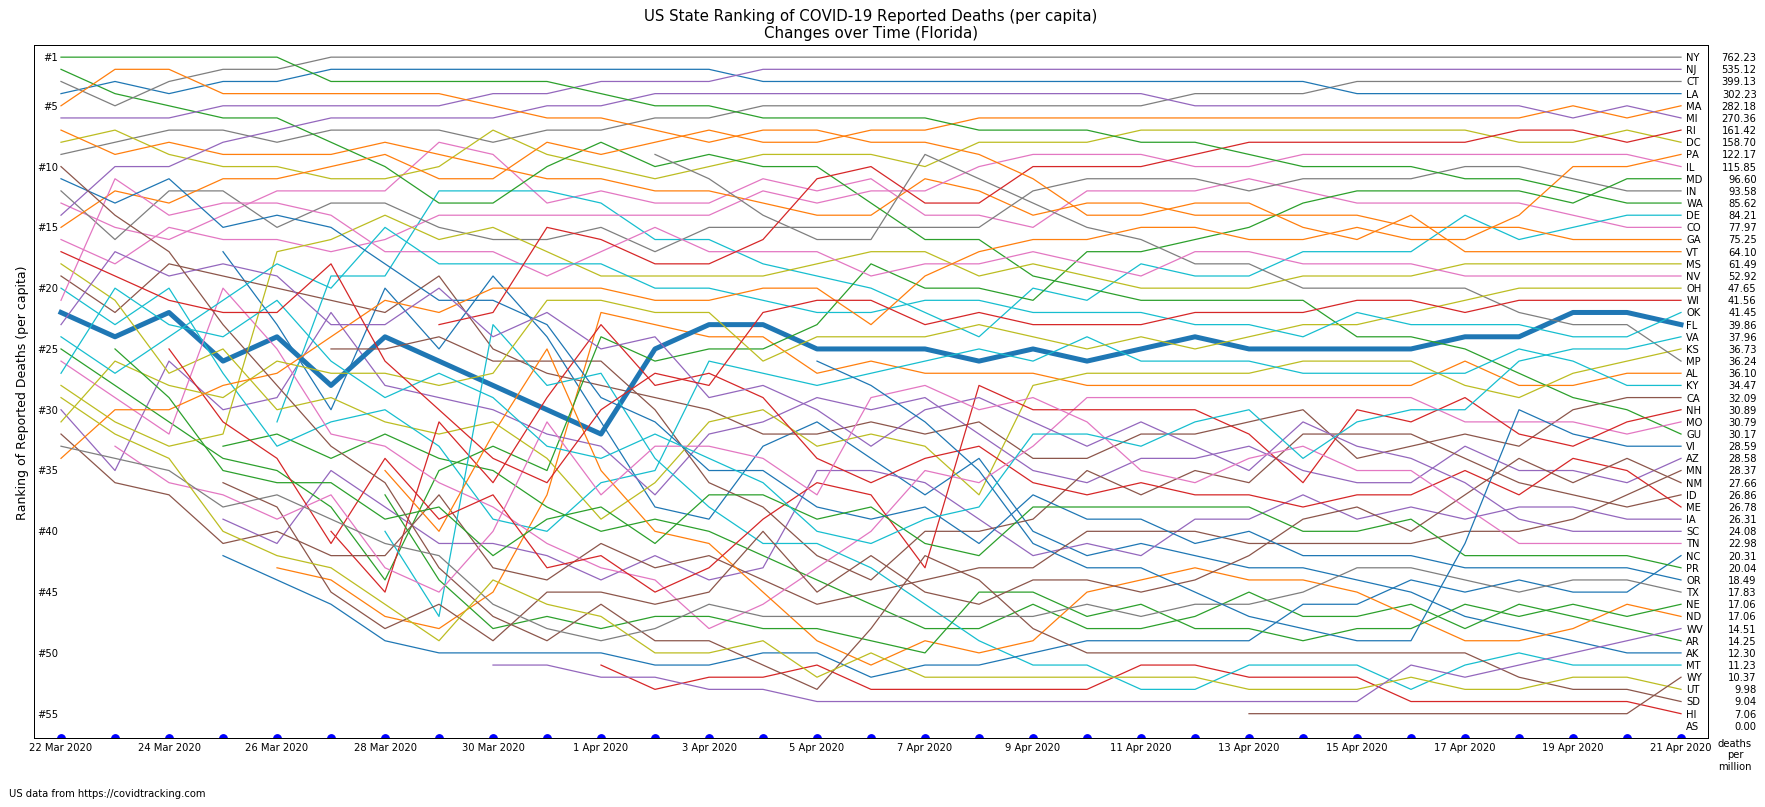 US State Ranking of COVID-19 Reported Deaths (per capita)
Changes over Time (Florida)
Ranking of Reported Deaths (per capita)
#1
#5
#10
#15
#20
#25
#30
#35
#40
#45
#50
#55
NY 762.23
NJ 535.12
CT 399.13
LA 302.23
MA 282.18
MI 270.36
RI 161.42
DC 158.70
PA 122.17
IL 115.85
MD 96.60
IN 93.58
WA 85.62
DE 84.21
CO 77.97
GA 75.25
VT 64.10
MS 61.49
NV 52.92
OH 47.65
WI 41.56
OK 41.45
FL 39.86
VA 37.96
KS 36.73
MP 36.24
AL 36.10
KY 34.47
CA 32.09
NH 30.89
MO 30.79
GU 30.17
VI 28.59
AZ 28.58
MN 28.37
NM 27.66
ID 26.86
ME 26.78
IA 26.31
SC 24.08
TN 22.98
NC 20.31
PR 20.04
OR 18.49
TX 17.83
NE 17.06
ND 17.06
WV 14.51
AR 14.25
AK 12.30
MT 11.23
WY 10.37
UT 9.98
SD 9.04
HI 7.06
AS 0.00
22 Mar 2020 24 Mar 2020 26 Mar 2020 28 Mar 2020 30 Mar 2020 1 Apr 2020 3 Apr 2020 5 Apr 2020 7 Apr 2020 9 Apr 2020 11 Apr 2020 13 Apr 2020 15 Apr 2020 17 Apr 2020 19 Apr 2020 21 Apr 2020
deaths
per
million
US data from https://covidtracking.com